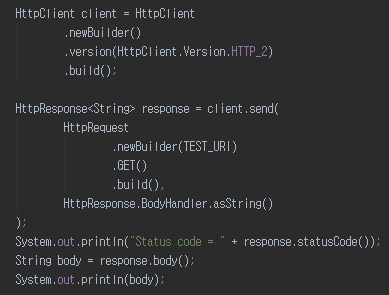 HttpClient client = HttpClient
.newBuilder()
.version(HttpClient.Version.HTTP_2)
.build();
HttpResponse<String> response = client.send(
HttpRequest
.newBuilder(TEST_URI)
.GET()
.build(),
HttpResponse.BodyHandler.asString()
);
System.out.println("Status code = " + response.statusCode());
String body = response.body();
System.out.println(body);